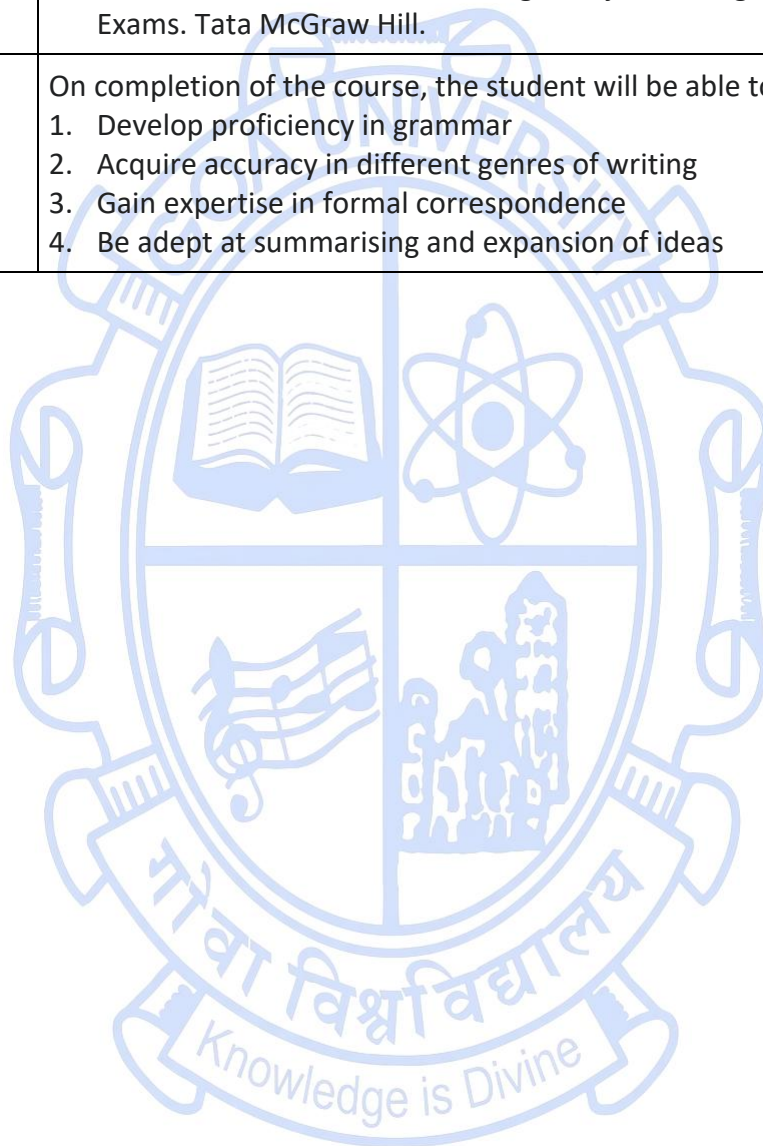 Exams. Tata McGraw Hill.
On completion of the course, the student will be able
1. Develop proficiency in grammar
2. Acquire accuracy in different genres of writing
3. Gain expertise in formal correspondence
4. Be adept at summarising and expansion of ideas
GOA UNIVERSITY
गोंवा विश्वविद्यालय
Knowledge is Divine